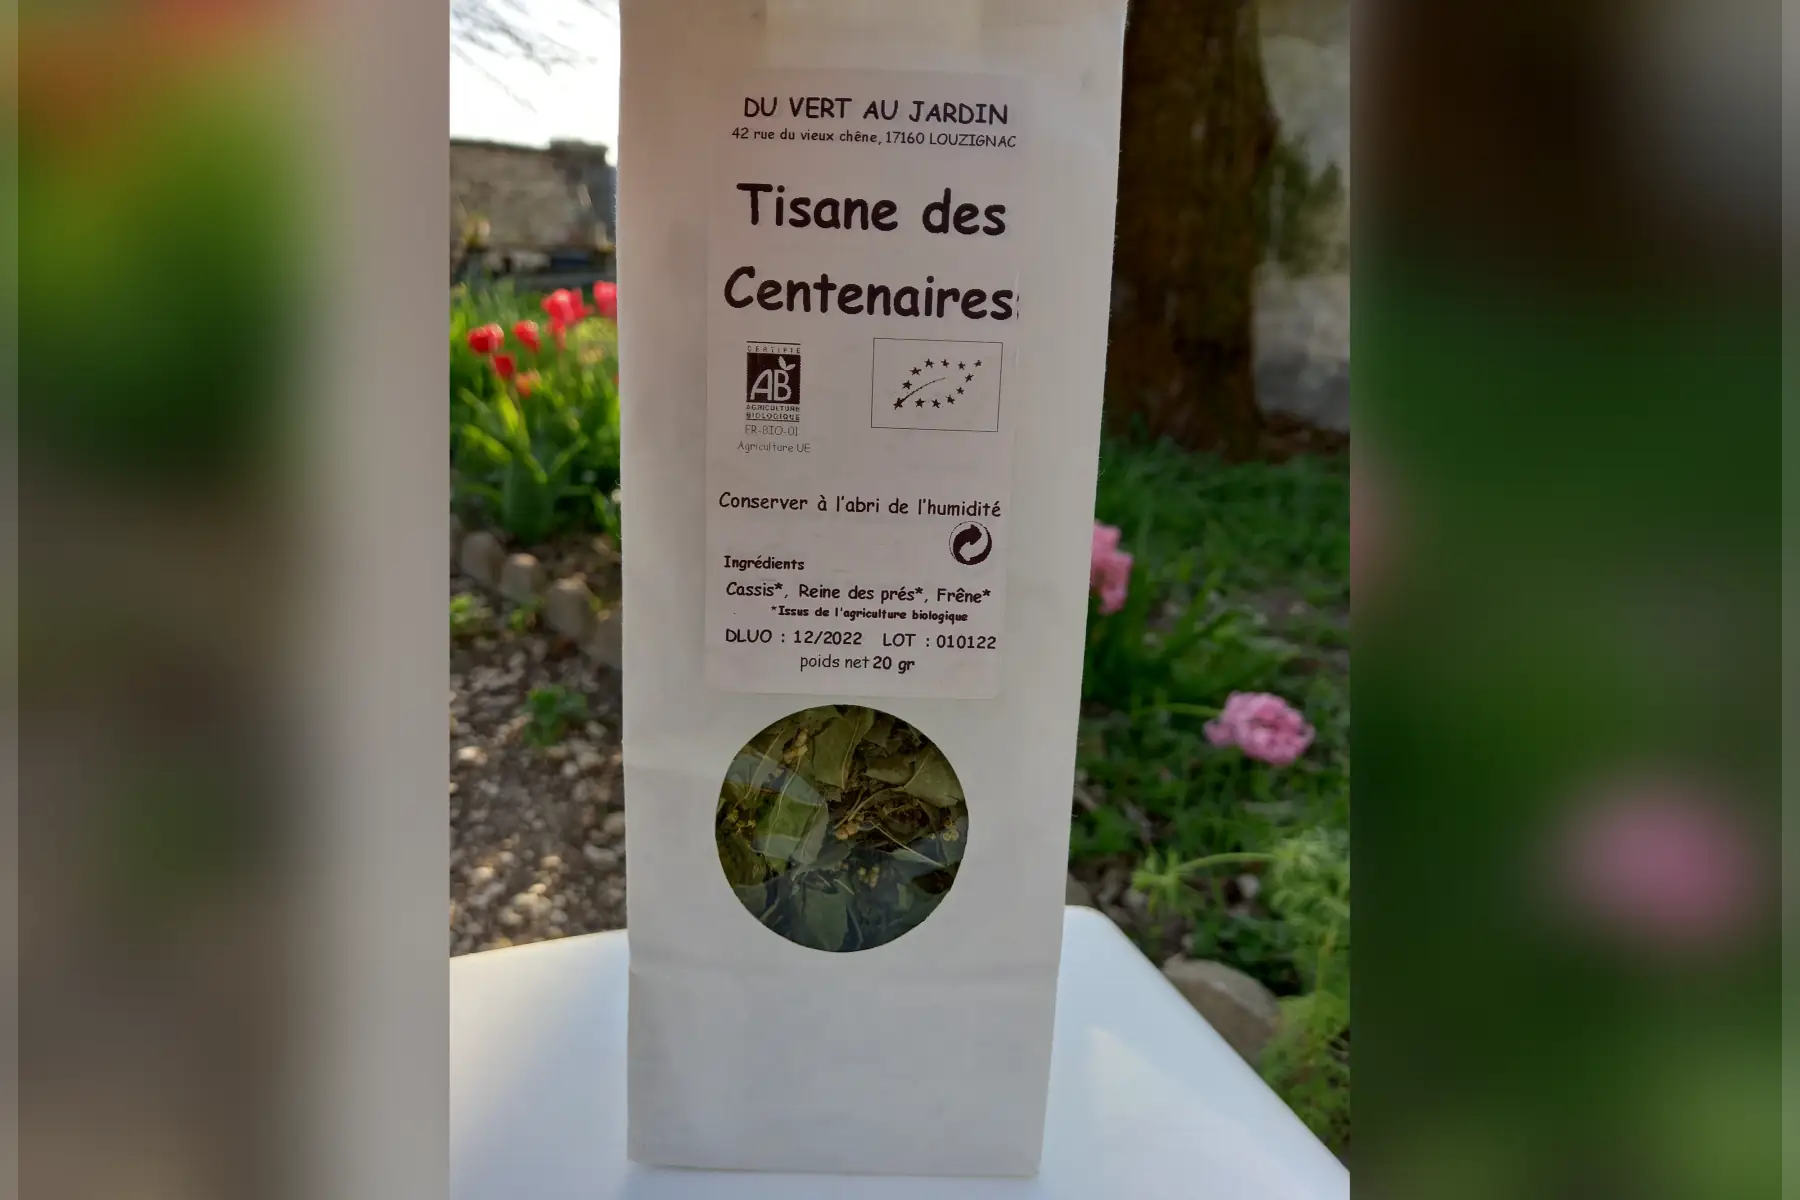 DU VERT AU JARDIN
42 rue du vieux chêne, 17160 LOUZIGNAC
Tisane des
Centenaires
CERTIFIÉ
AB
AGRICULTURE
BIOLOGIQUE
FR-BIO-01
Agriculture UE
Conserver à l'abri de l'humidité
Ingrédients
Cassis*, Reine des prés*, Frêne*
*Issus de l'agriculture biologique
DLUO : 12/2022 LOT : 010122
poids net 20 gr